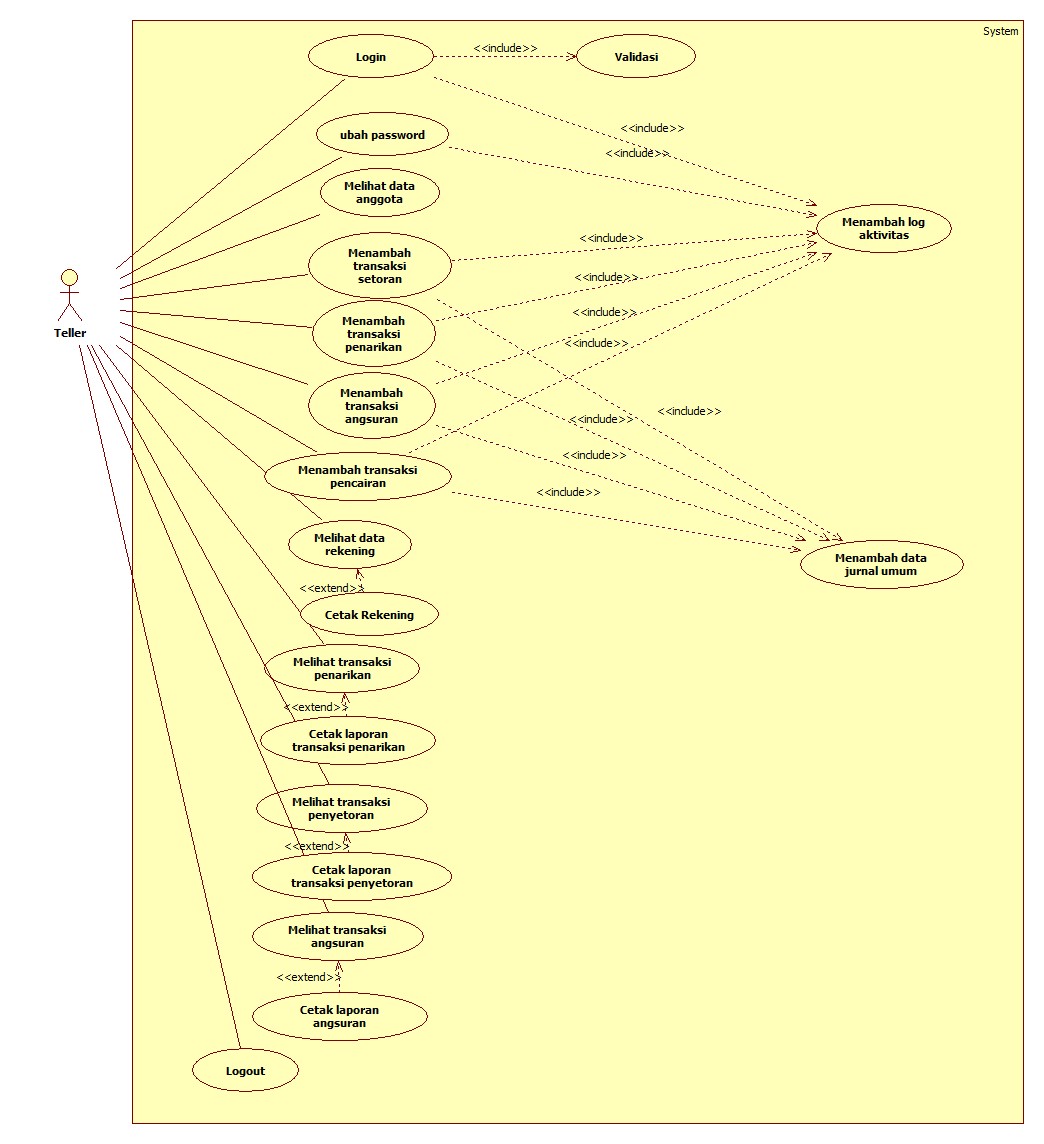 System
Login
<<include>>
Validasi
<<include>>
ubah password
<<include>>
Melihat data
anggota
Menambah log
aktivitas
Menambah
transaksi
setoran
<<include>>
Teller
Menambah
transaksi
penarikan
<<include>>
<<include>>
<<include>>
Menambah
transaksi
angsuran
<<include>>
<<include>>
<<include>>
Menambah transaksi
pencairan
<<include>>
Melihat data
rekening
Menambah data
jurnal umum
<<extend>>
Cetak Rekening
Melihat transaksi
penarikan
<<extend>>
Cetak laporan
transaksi penarikan
Melihat transaksi
penyetoran
<<extend>>
Cetak laporan
transaksi penyetoran
Melihat transaksi
angsuran
<<extend>>
Cetak laporan
angsuran
Logout